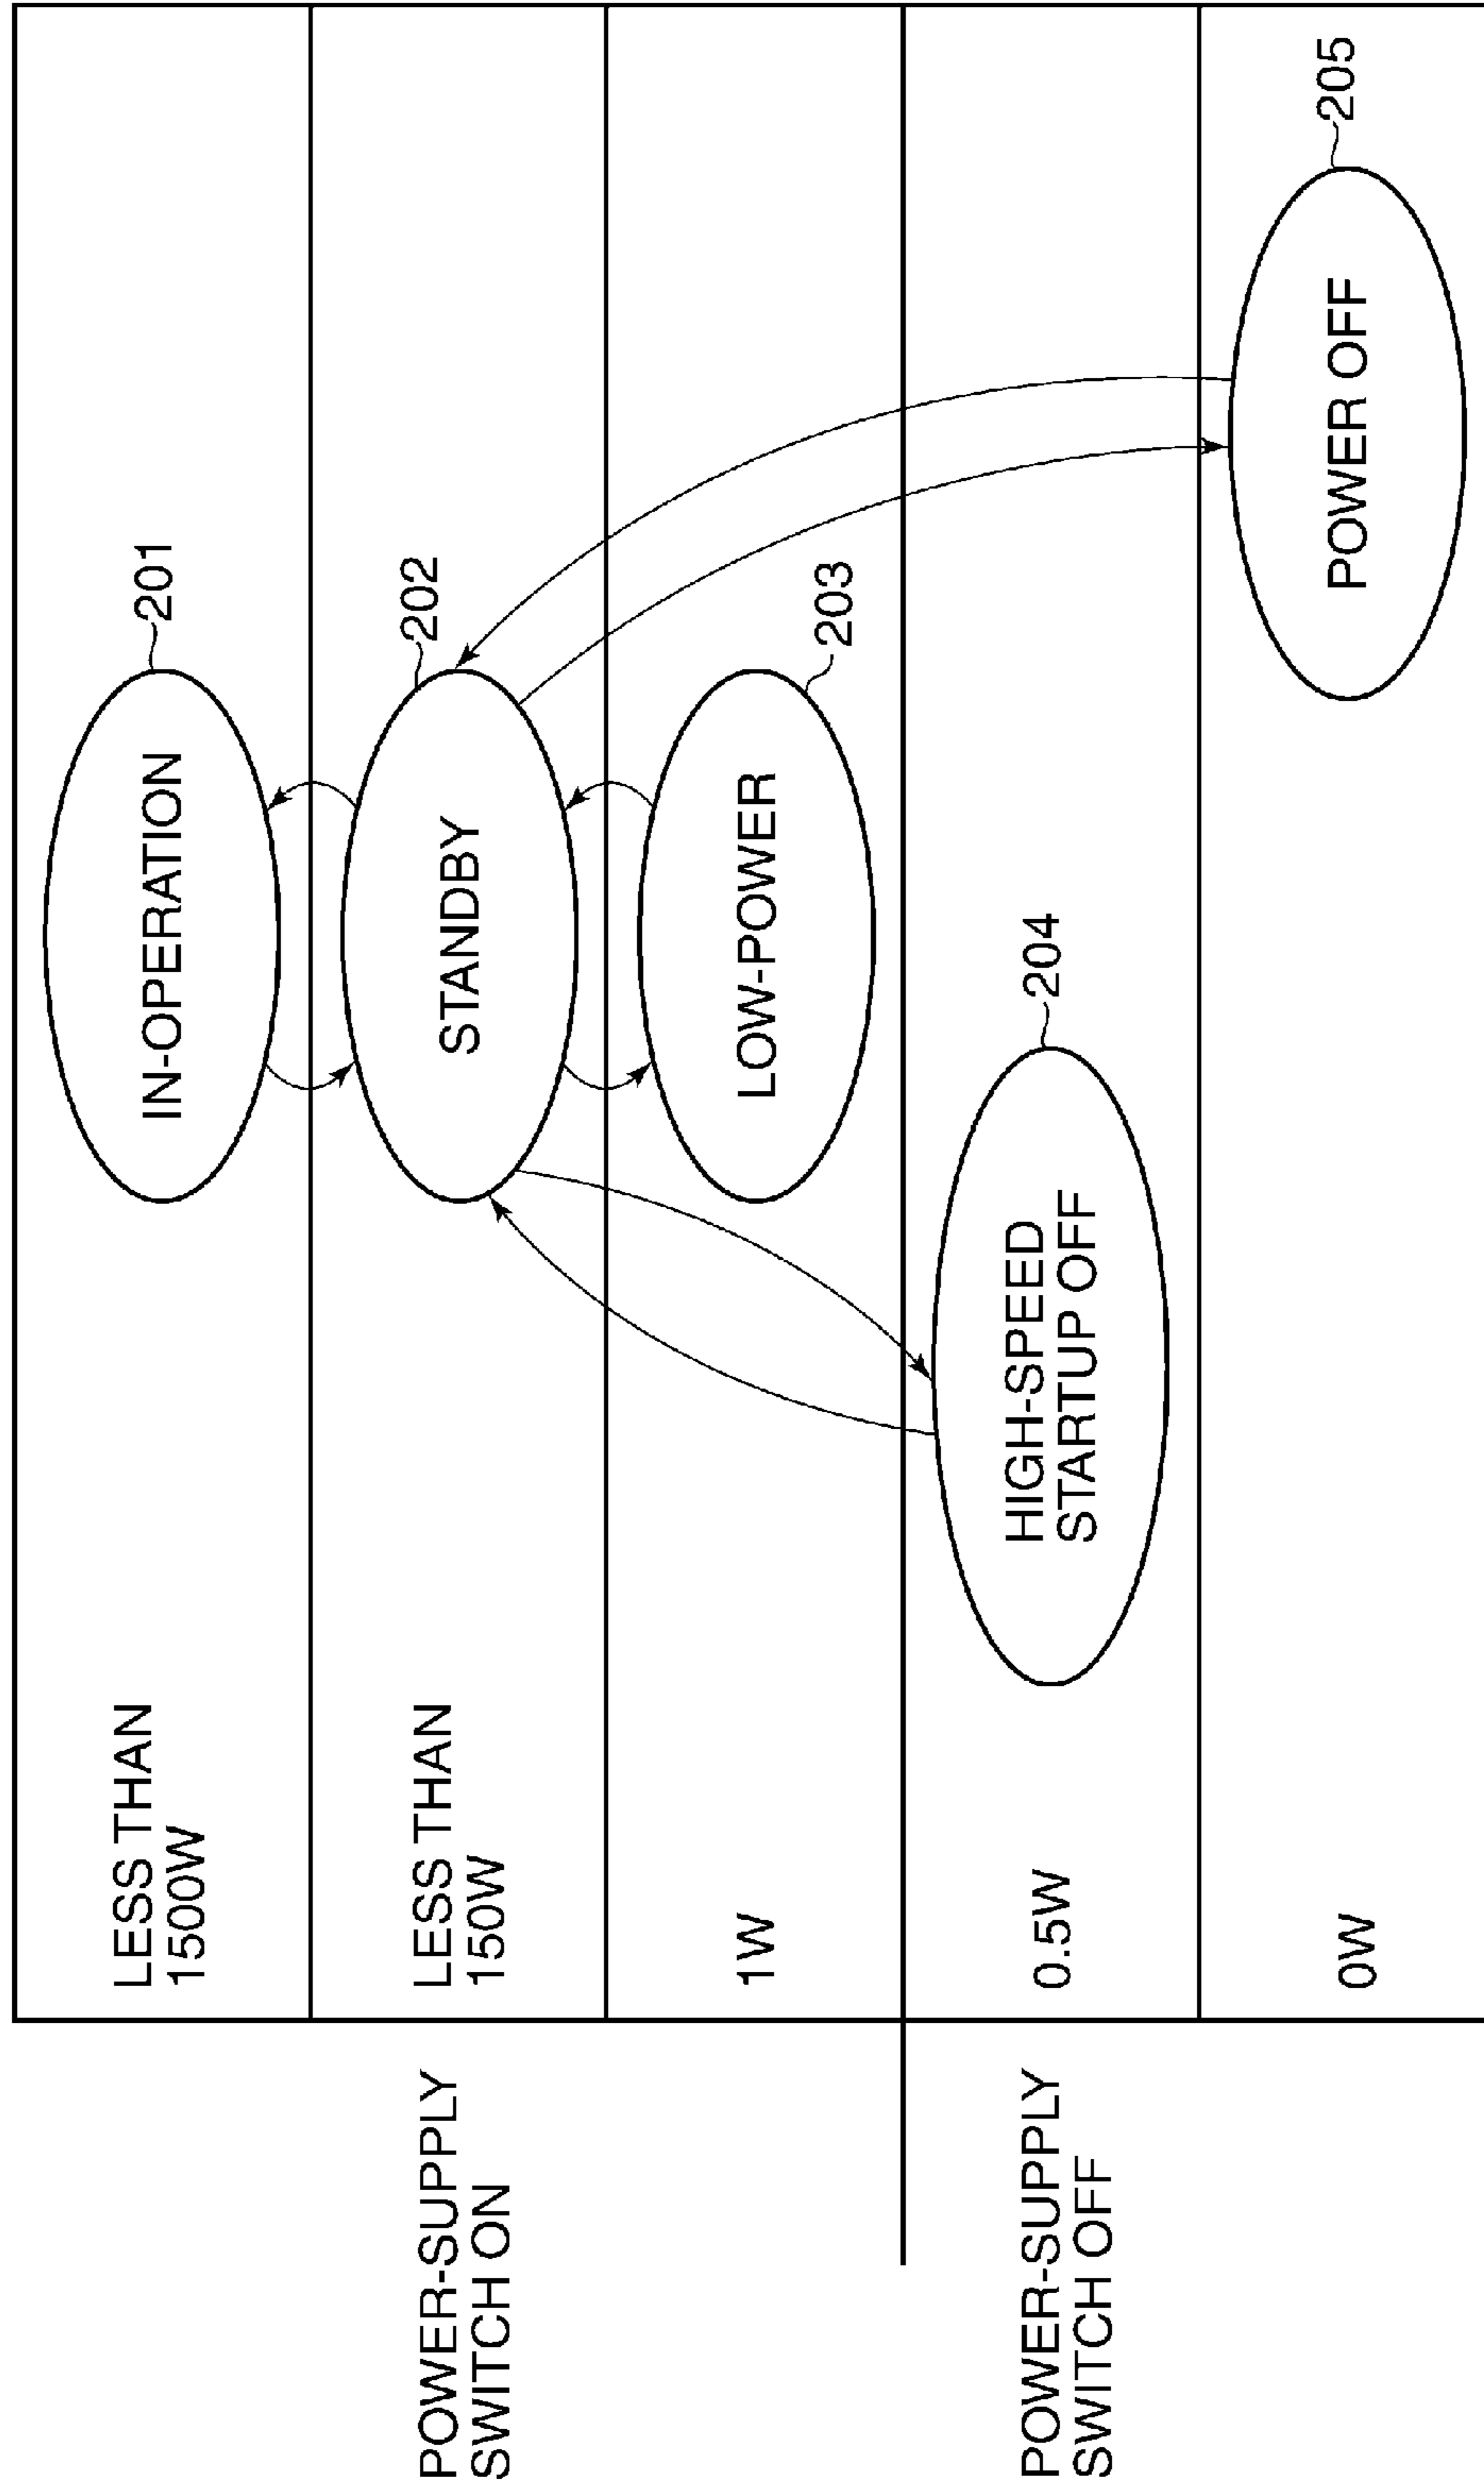 POWER-SUPPLY
SWITCH ON
LESS THAN
1500W
IN-OPERATION
201
LESS THAN
150W
STANDBY
202
1W
LOW-POWER
203
POWER-SUPPLY
SWITCH OFF
0.5W
HIGH-SPEED
STARTUP OFF
204
0W
POWER OFF
205